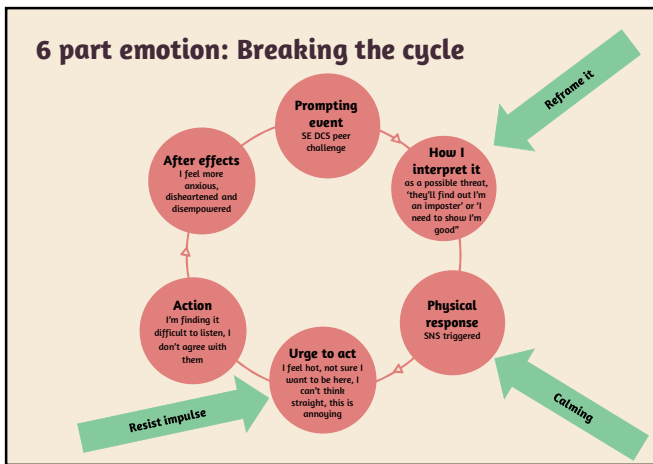 6 part emotion: Breaking the cycle
Prompting
event
SE DCS peer
challenge
Reframe it
How I
interpret it
as a possible threat,
‘they’ll find out I’m
an imposter’ or ‘I
need to show I’m
good”
Physical
response
SNS triggered
Calming
Urge to act
I feel hot, not sure I
want to be here, I
can’t think
straight, this is
annoying
Resist impulse
Action
I’m finding it
difficult to listen, I
don’t agree with
them
After effects
I feel more
anxious,
disheartened and
disempowered